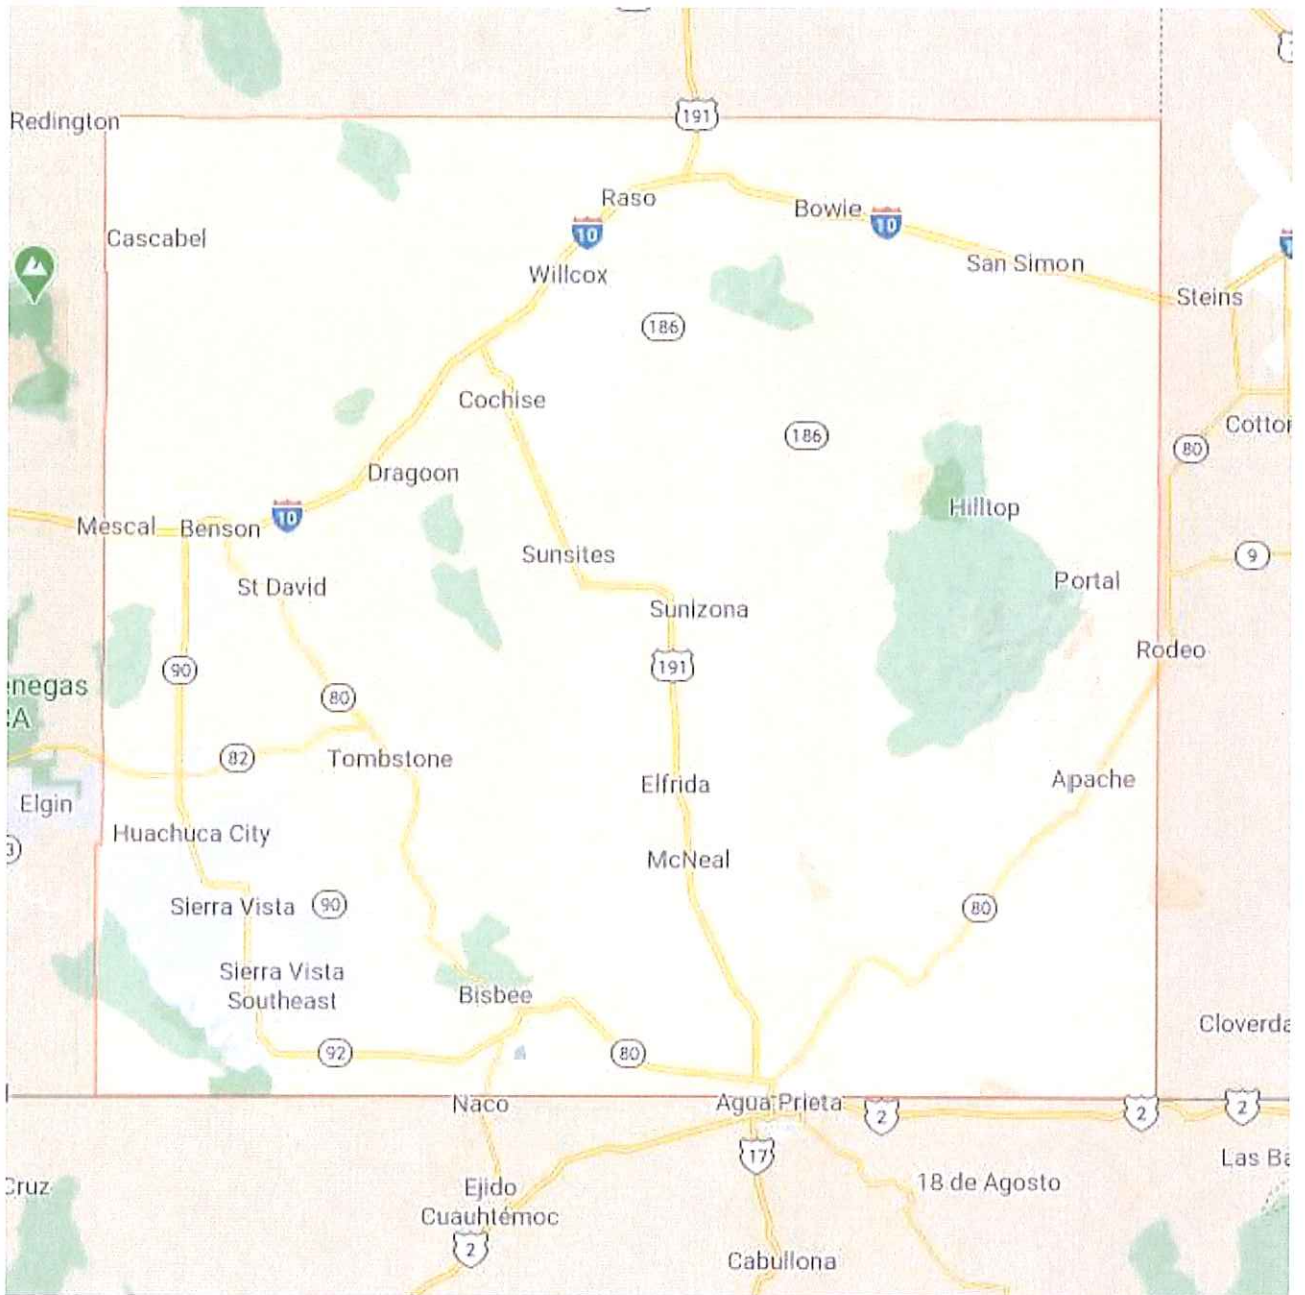 191
Redington
Raso
Bowie
10
10
Cascabel
San Simon
Willcox
Steins
186
Cochise
186
80
Dragoon
Hilltop
10
Mescal
Benson
Sunsites
9
St David
Portal
Sunizona
Rodeo
90
191
80
82
Tombstone
Elfrida
Apache
Elgin
Huachuca City
McNeal
Sierra Vista
90
80
Sierra Vista
Southeast
Bisbee
92
80
Naco
Agua Prieta
2
2
2
17
18 de Agosto
Ejido
Cuauhtémoc
2
Cabullona